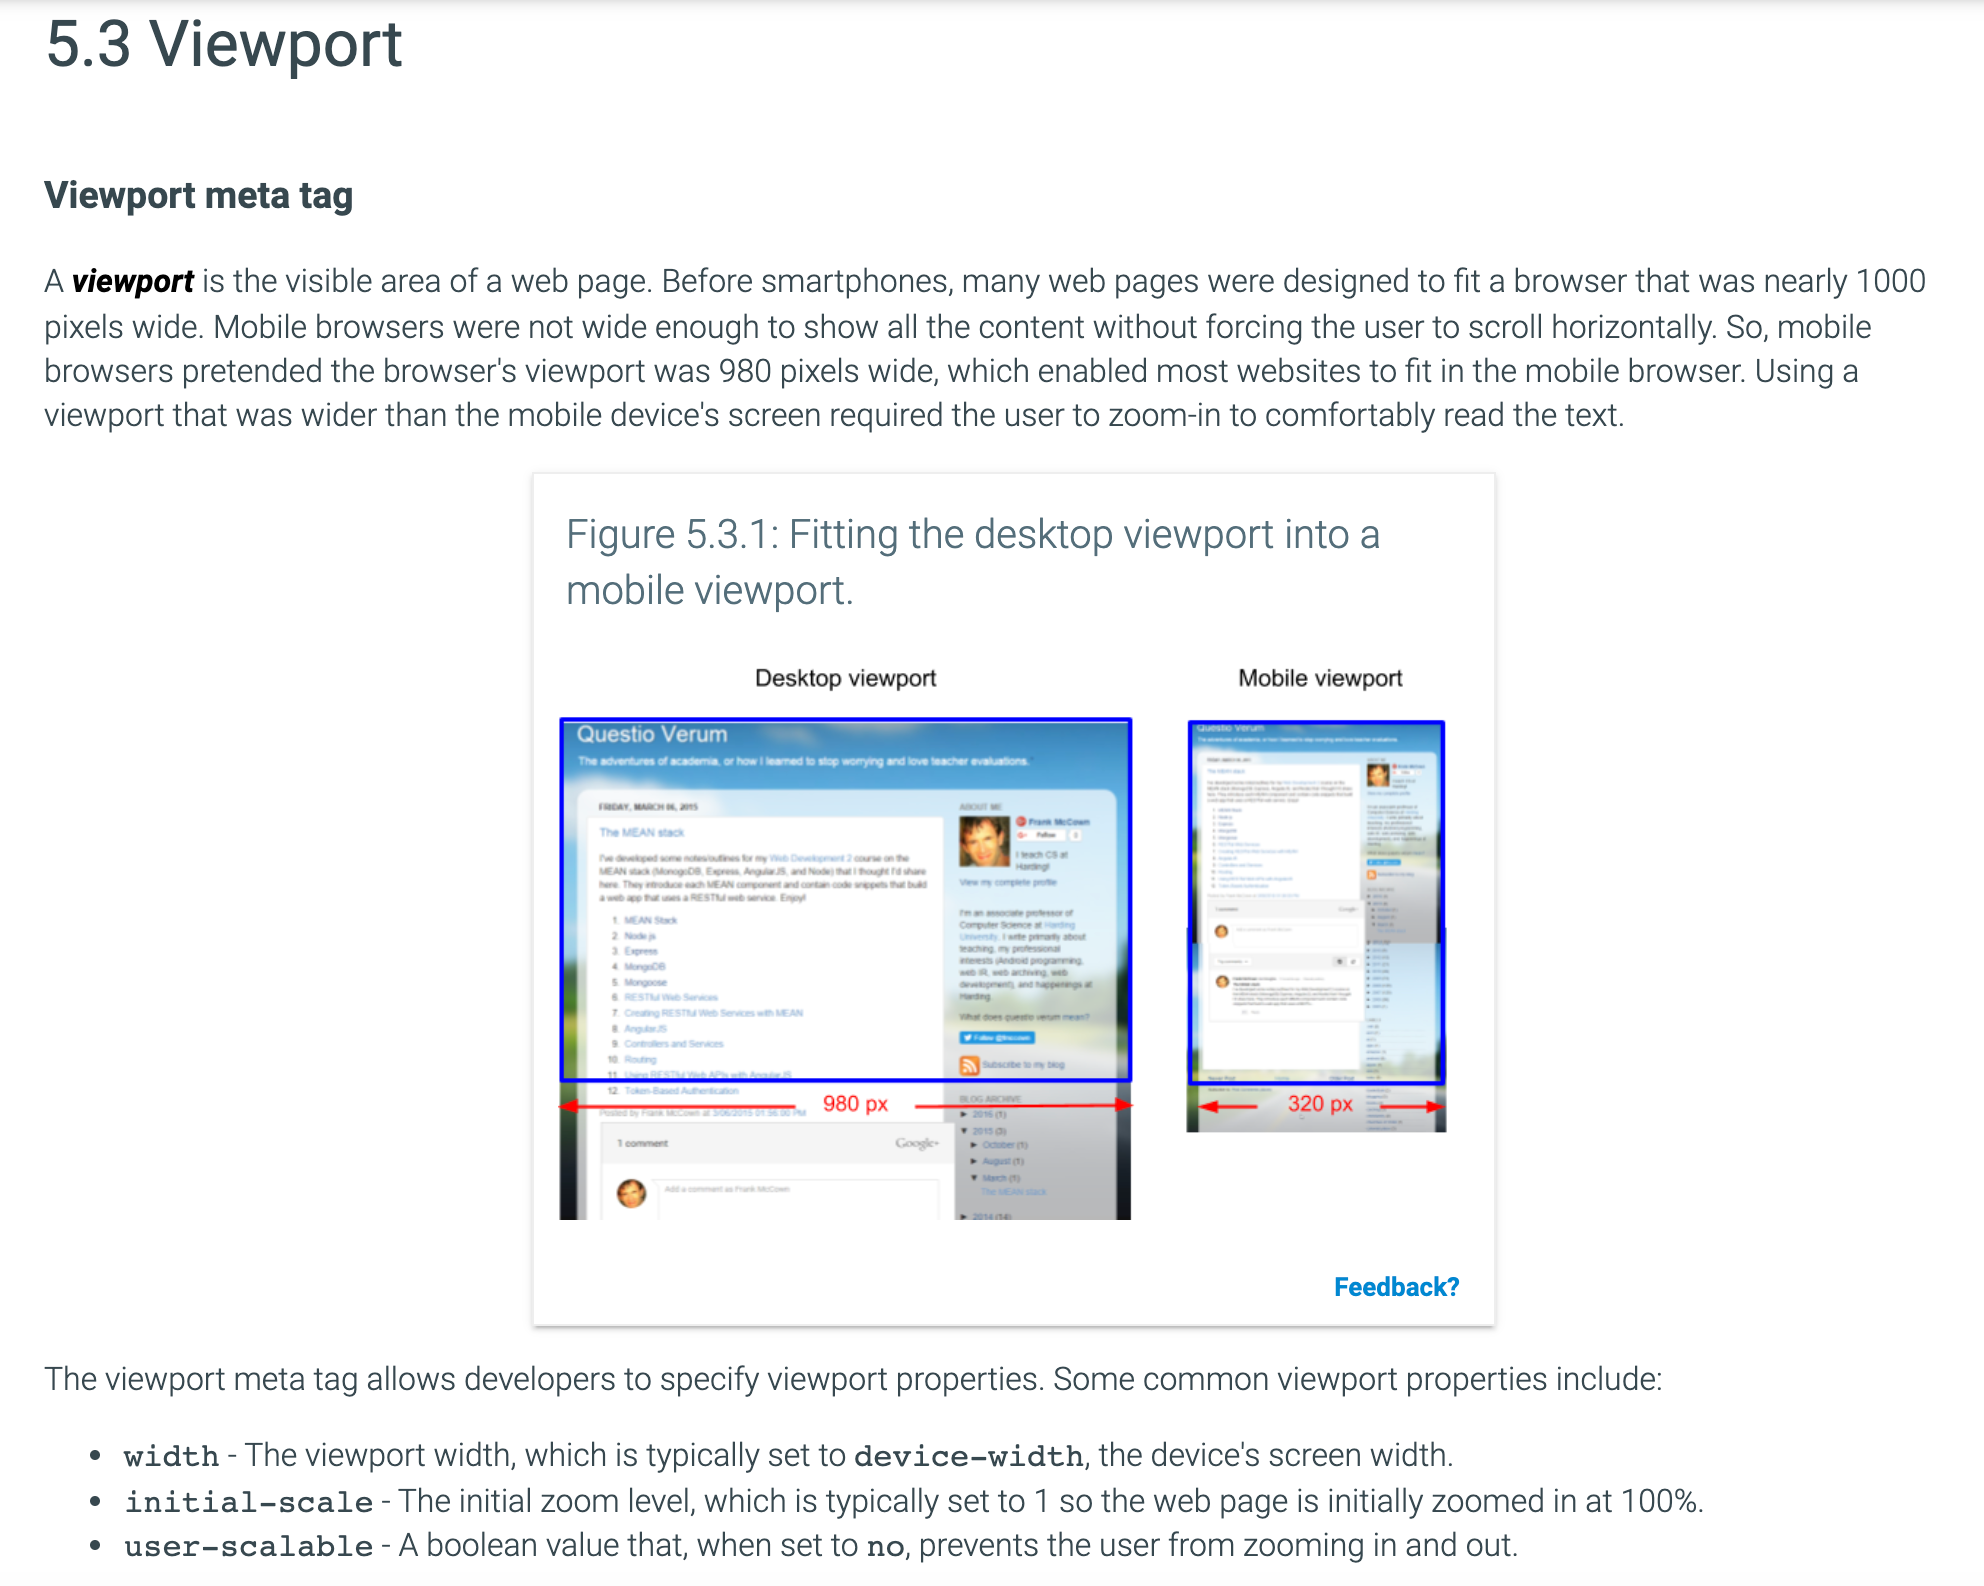 5.3 Viewport
Viewport meta tag
A viewport is the visible area of a web page. Before smartphones, many web pages were designed to fit a browser that was nearly 1000
pixels wide. Mobile browsers were not wide enough to show all the content without forcing the user to scroll horizontally. So, mobile
browsers pretended the browser's viewport was 980 pixels wide, which enabled most websites to fit in the mobile browser. Using a
viewport that was wider than the mobile device's screen required the user to zoom-in to comfortably read the text.
Figure 5.3.1: Fitting the desktop viewport into a
mobile viewport.
Desktop viewport
Questio Verum
The adventures of academia, or how I learned to stop worrying and love teacher evaluations.
FRIDAY, MARCH 06, 2015
The MEAN stack
I've developed some notes/outlines for my Web Development 2 course on the
MEAN stack (MongoDB, Express, AngularJS, and Node) that I thought I'd share
here. They introduce each MEAN component and contain code snippets that build
a web app that uses a RESTful web service. Enjoy!
1. MEAN Stack
2. Node.js
3. Express
4. MongoDB
5. Mongoose
6. RESTful Web Services
7. Creating RESTful Web Services with MEAN
8. AngularJS
9. Controllers and Services
10. Routing
11. Using RESTful Web APIs with AngularJS
12. Token-Based Authentication
980 px
Posted by Frank McCown at 3/06/2015 01:56:00 PM
1 comment
Google+
Add a comment as Frank McCown
ABOUT ME
Frank McCown
Follow
I teach CS at
Harding!
View my complete profile
I'm an associate professor of
Computer Science at Harding
University. I write primarily about
teaching, my professional
interests (Android programming,
web IR, web archiving, web
development), and happenings at
Harding.
What does questio verum mean?
Subscribe to my blog
BLOG ARCHIVE
► 2016 (1)
▼ 2015 (3)
► October (1)
► August (1)
▼ March (1)
The MEAN stack
► 2014 (14)
Mobile viewport
Questio Verum
320 px
Feedback?
The viewport meta tag allows developers to specify viewport properties. Some common viewport properties include:
• width - The viewport width, which is typically set to device-width, the device's screen width.
• initial-scale - The initial zoom level, which is typically set to 1 so the web page is initially zoomed in at 100%.
• user-scalable - A boolean value that, when set to no, prevents the user from zooming in and out.